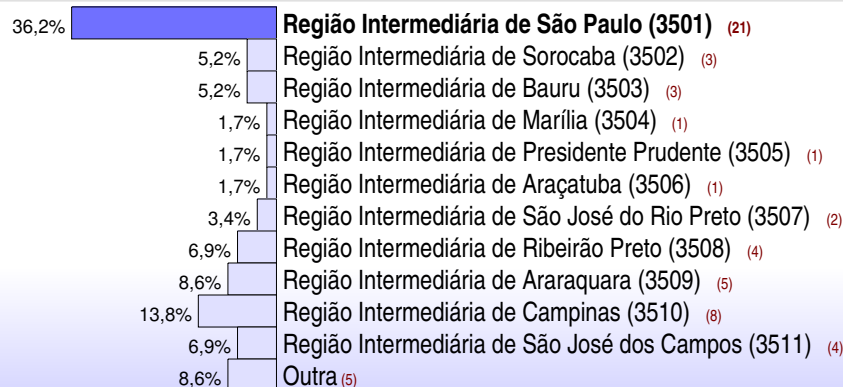 36,2% Região Intermediária de São Paulo (3501) (21)
5,2% Região Intermediária de Sorocaba (3502) (3)
5,2% Região Intermediária de Bauru (3503) (3)
1,7% Região Intermediária de Marília (3504) (1)
1,7% Região Intermediária de Presidente Prudente (3505) (1)
1,7% Região Intermediária de Araçatuba (3506) (1)
3,4% Região Intermediária de São José do Rio Preto (3507) (2)
6,9% Região Intermediária de Ribeirão Preto (3508) (4)
8,6% Região Intermediária de Araraquara (3509) (5)
13,8% Região Intermediária de Campinas (3510) (8)
6,9% Região Intermediária de São José dos Campos (3511) (4)
8,6% Outra (5)